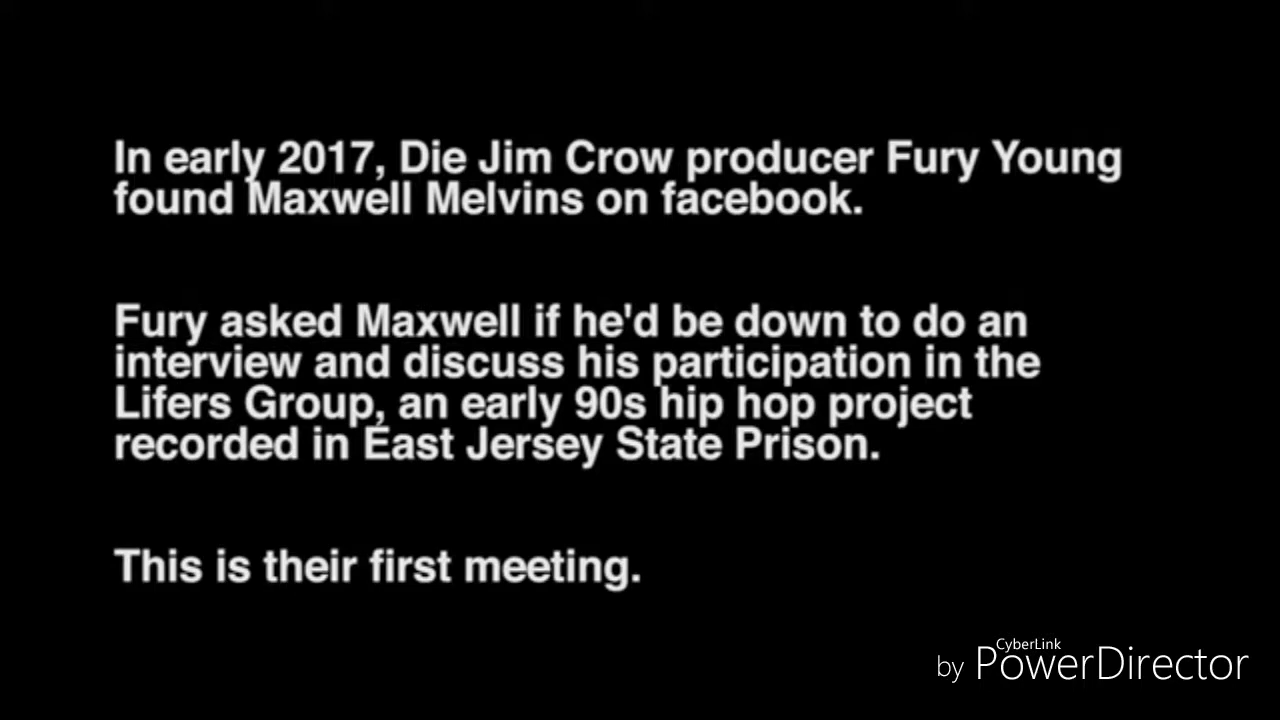 In early 2017, Die Jim Crow producer Fury Young
found Maxwell Melvins on facebook.
Fury asked Maxwell if he'd be down to do an
interview and discuss his participation in the
Lifers Group, an early 90s hip hop project
recorded in East Jersey State Prison.
This is their first meeting.
CyberLink
by PowerDirector